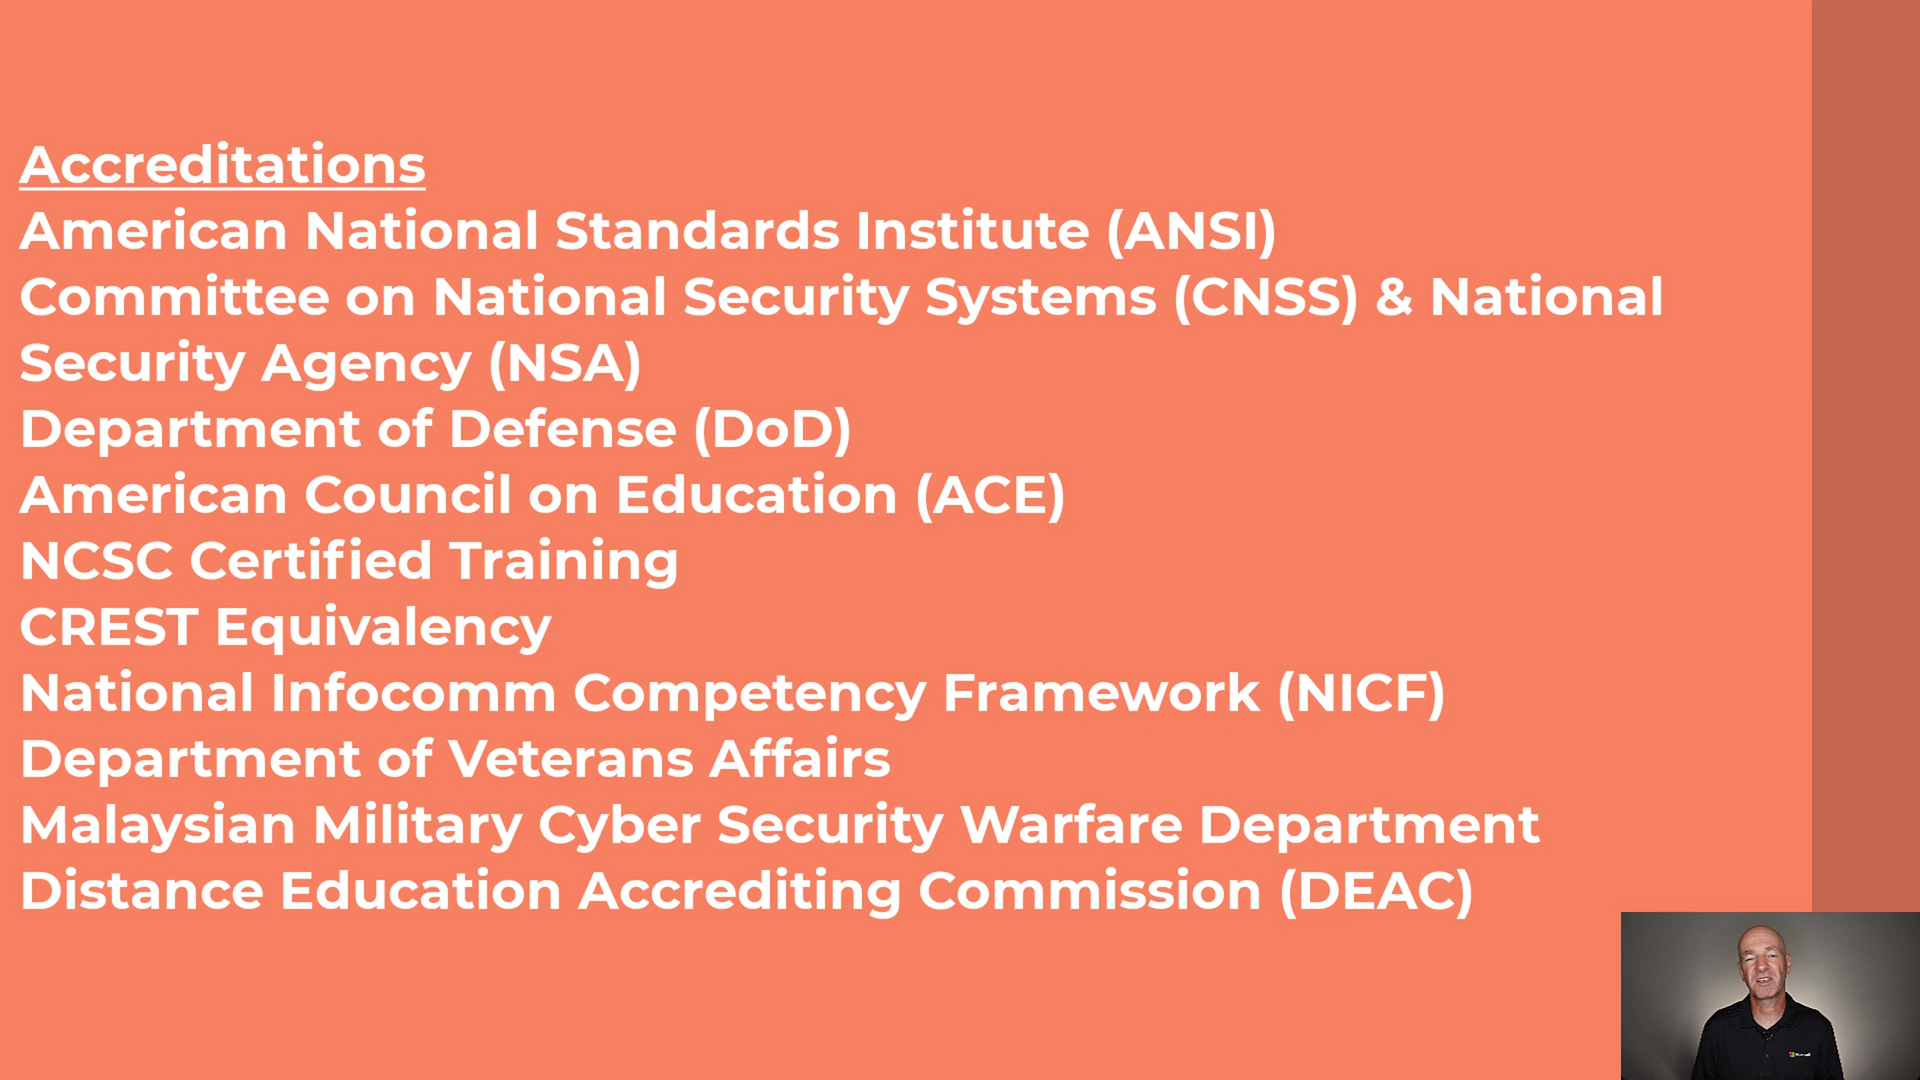 Accreditations
American National Standards Institute (ANSI)
Committee on National Security Systems (CNSS) & National
Security Agency (NSA)
Department of Defense (DoD)
American Council on Education (ACE)
NCSC Certified Training
CREST Equivalency
National Infocomm Competency Framework (NICF)
Department of Veterans Affairs
Malaysian Military Cyber Security Warfare Department
Distance Education Accrediting Commission (DEAC)